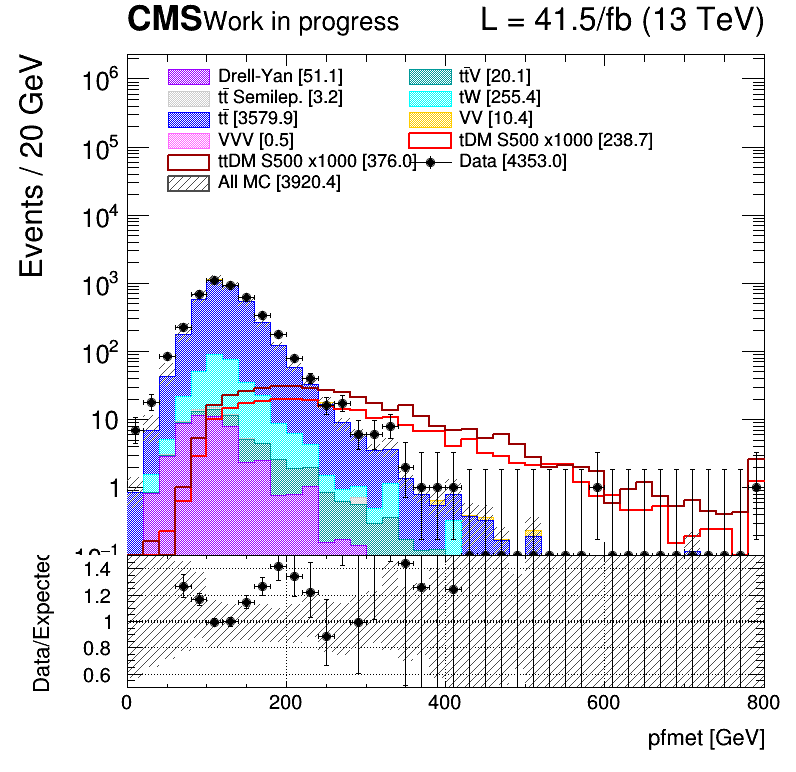 CMS Work in progress L = 41.5/fb (13 TeV)
Events / 20 GeV
10⁶
10⁵
10⁴
10³
10²
10
1
10⁻¹
Drell-Yan [51.1]
tt̄V [20.1]
tt̄ Semilep. [3.2]
tW [255.4]
tt̄ [3579.9]
VV [10.4]
VVV [0.5]
tDM S500 x1000 [238.7]
ttDM S500 x1000 [376.0]
Data [4353.0]
All MC [3920.4]
Data/Expected
1.4
1.2
1
0.8
0.6
0 200 400 600 800
pfmet [GeV]